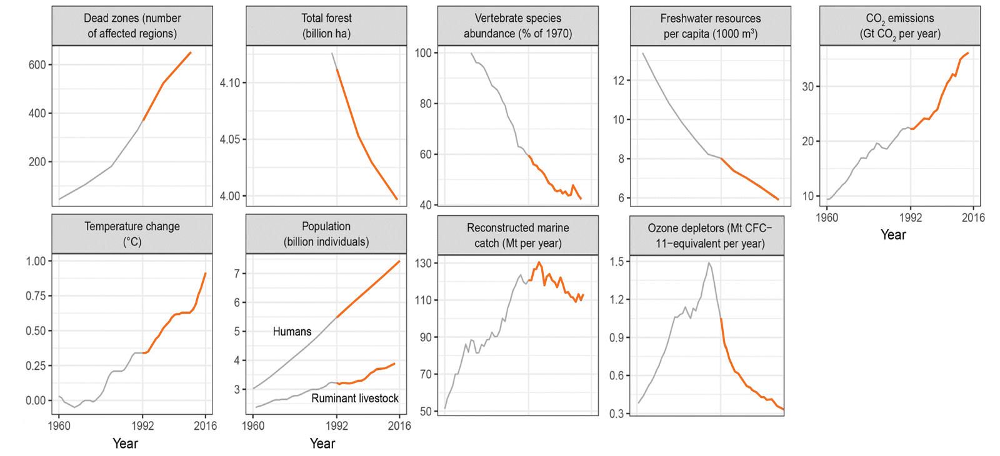 Dead zones (number
of affected regions)
600
400
200
Total forest
(billion ha)
4.10
4.05
4.00
Vertebrate species
abundance (% of 1970)
100
80
60
40
Freshwater resources
per capita (1000 m³)
12
10
8
6
CO₂ emissions
(Gt CO₂ per year)
30
20
10
1960
1992
2016
Year
Temperature change
(°C)
1.00
0.75
0.50
0.25
0.00
1960
1992
2016
Year
Population
(billion individuals)
7
6
5
4
3
Humans
Ruminant livestock
1960
1992
2016
Year
Reconstructed marine
catch (Mt per year)
130
110
90
70
50
Ozone depletors (Mt CFC−
11−equivalent per year)
1.5
1.2
0.9
0.6
0.3